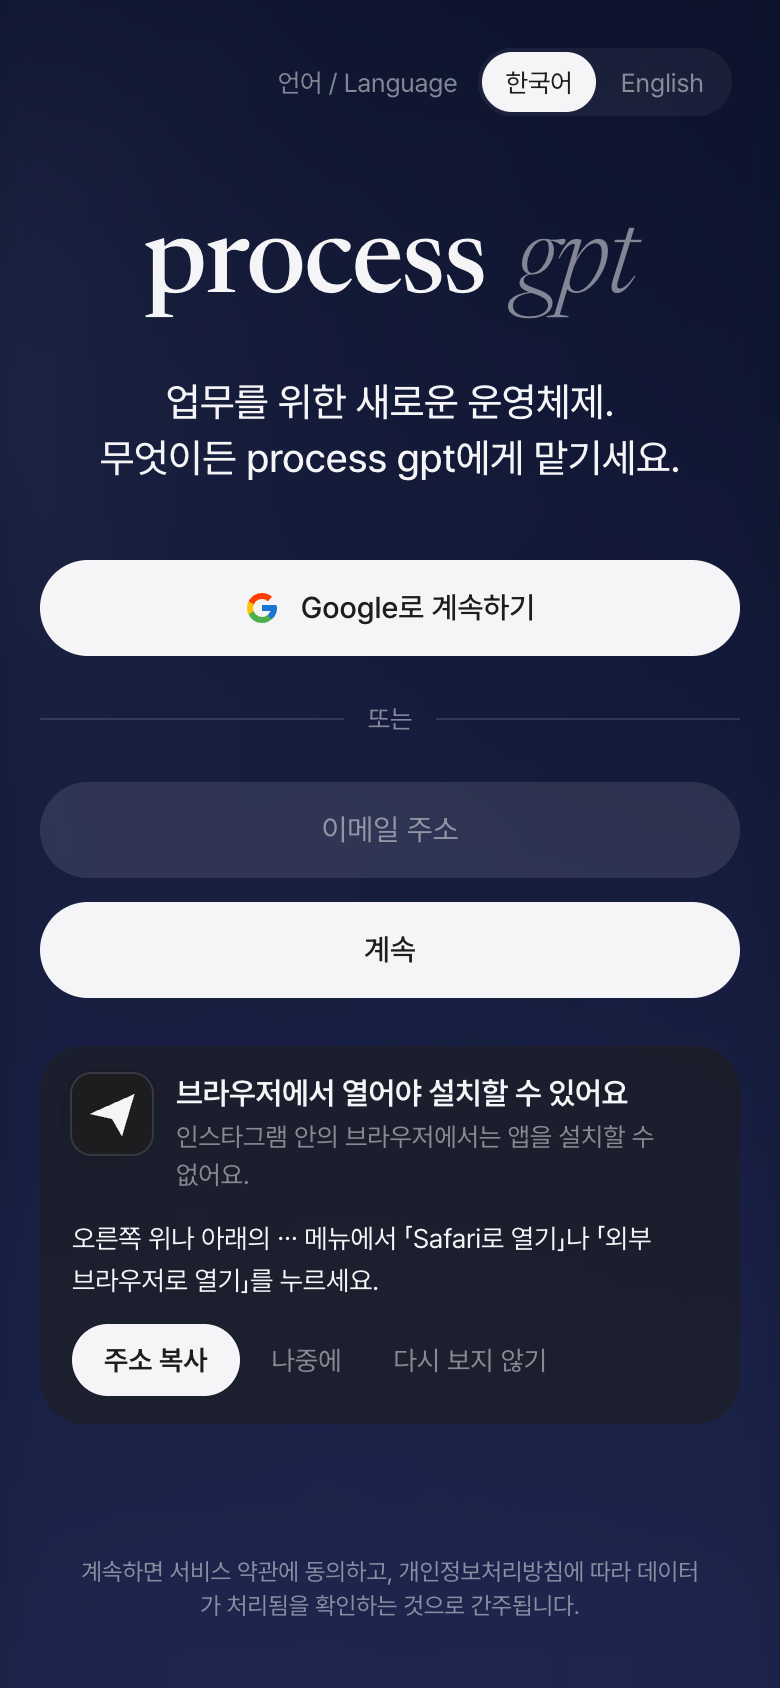 언어 / Language 한국어 English
process gpt
업무를 위한 새로운 운영체제.
무엇이든 process gpt에게 맡기세요.
Google로 계속하기
또는
이메일 주소
계속
브라우저에서 열어야 설치할 수 있어요
인스타그램 안의 브라우저에서는 앱을 설치할 수
없어요.
오른쪽 위나 아래의 ··· 메뉴에서 「Safari로 열기」나 「외부
브라우저로 열기」를 누르세요.
주소 복사 나중에 다시 보지 않기
계속하면 서비스 약관에 동의하고, 개인정보처리방침에 따라 데이터
가 처리됨을 확인하는 것으로 간주됩니다.